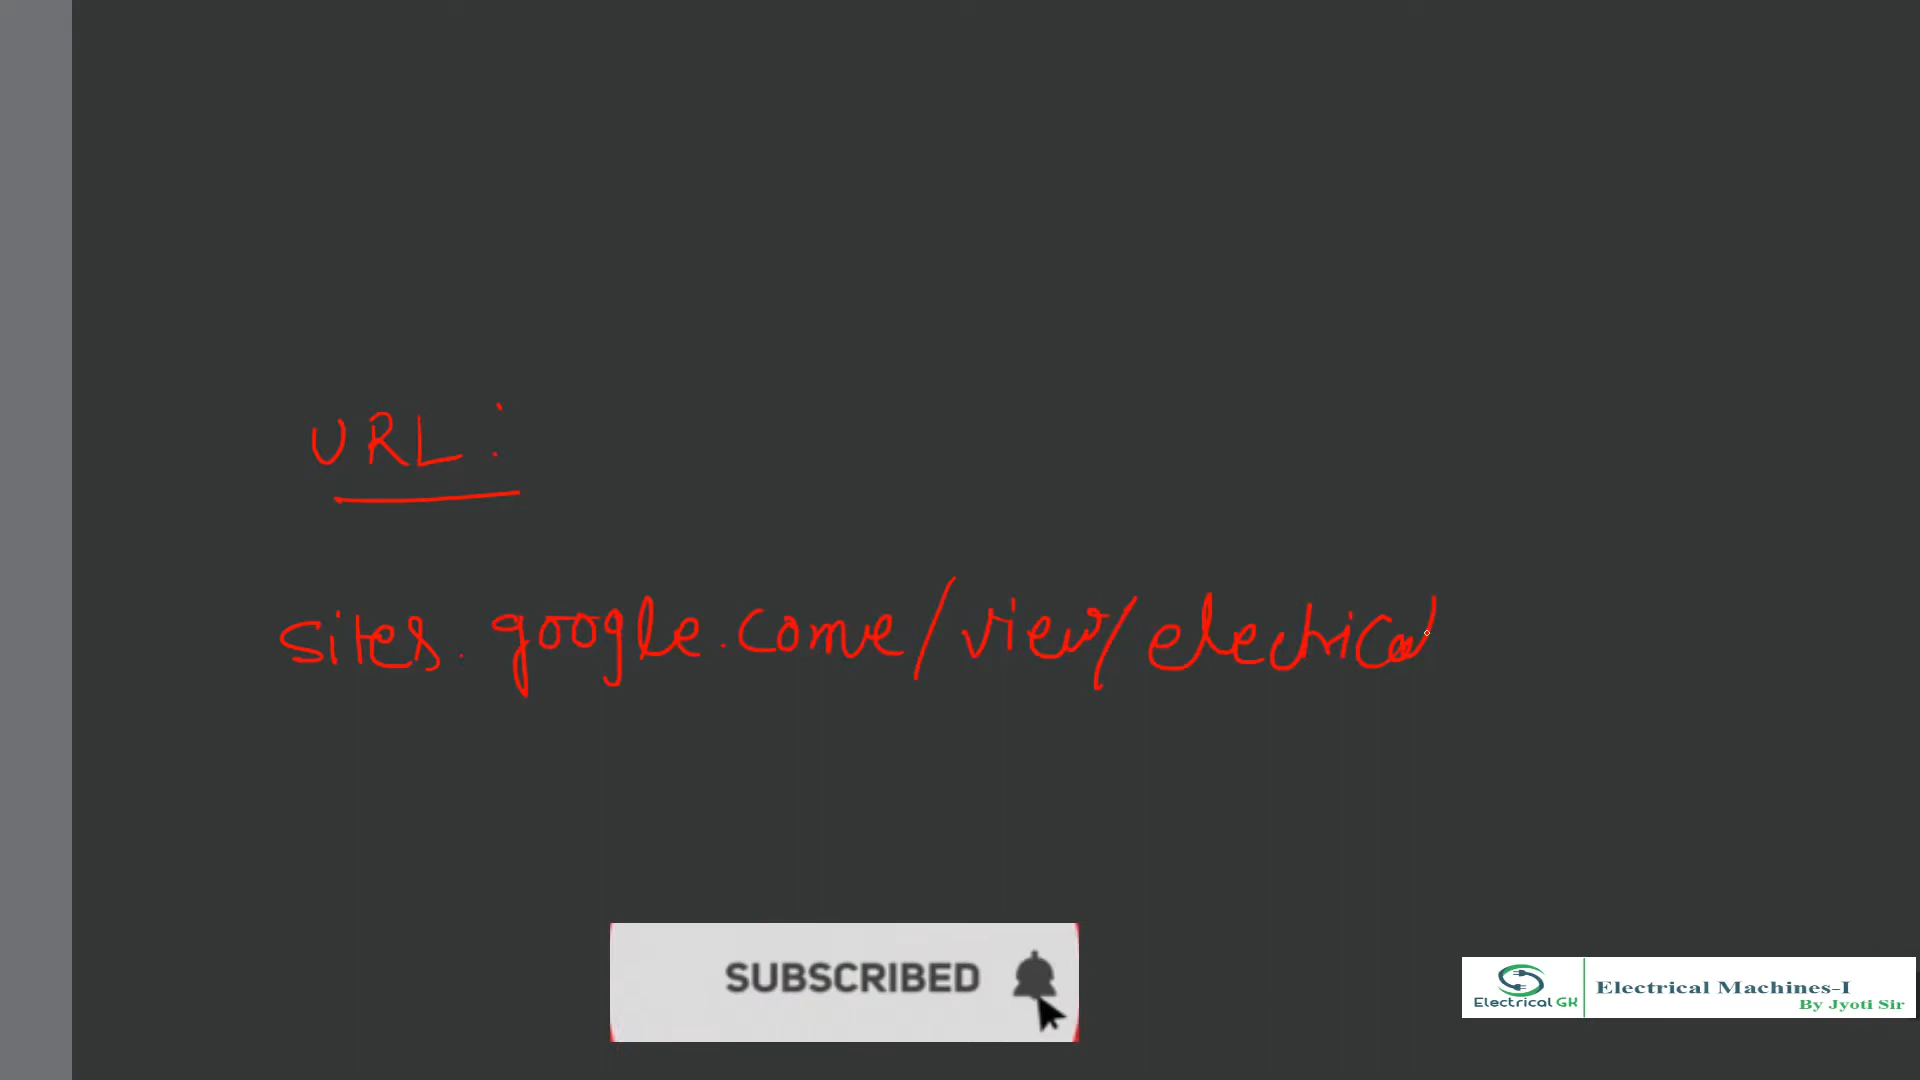 URL:
sites.google.come/view/electrical
SUBSCRIBED
Electrical GK
Electrical Machines-I
By Jyoti Sir